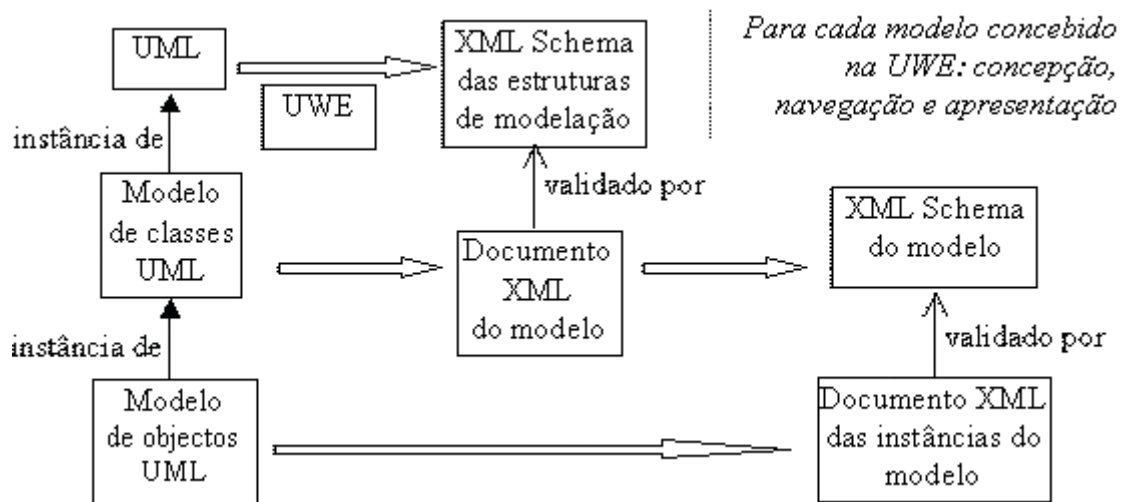 UML
UWE
XML Schema
das estruturas
de modelação
Para cada modelo concebido
na UWE: concepção,
navegação e apresentação
instância de
validado por
Modelo
de classes
UML
Documento
XML
do modelo
XML Schema
do modelo
instância de
validado por
Modelo
de objectos
UML
Documento XML
das instâncias do
modelo